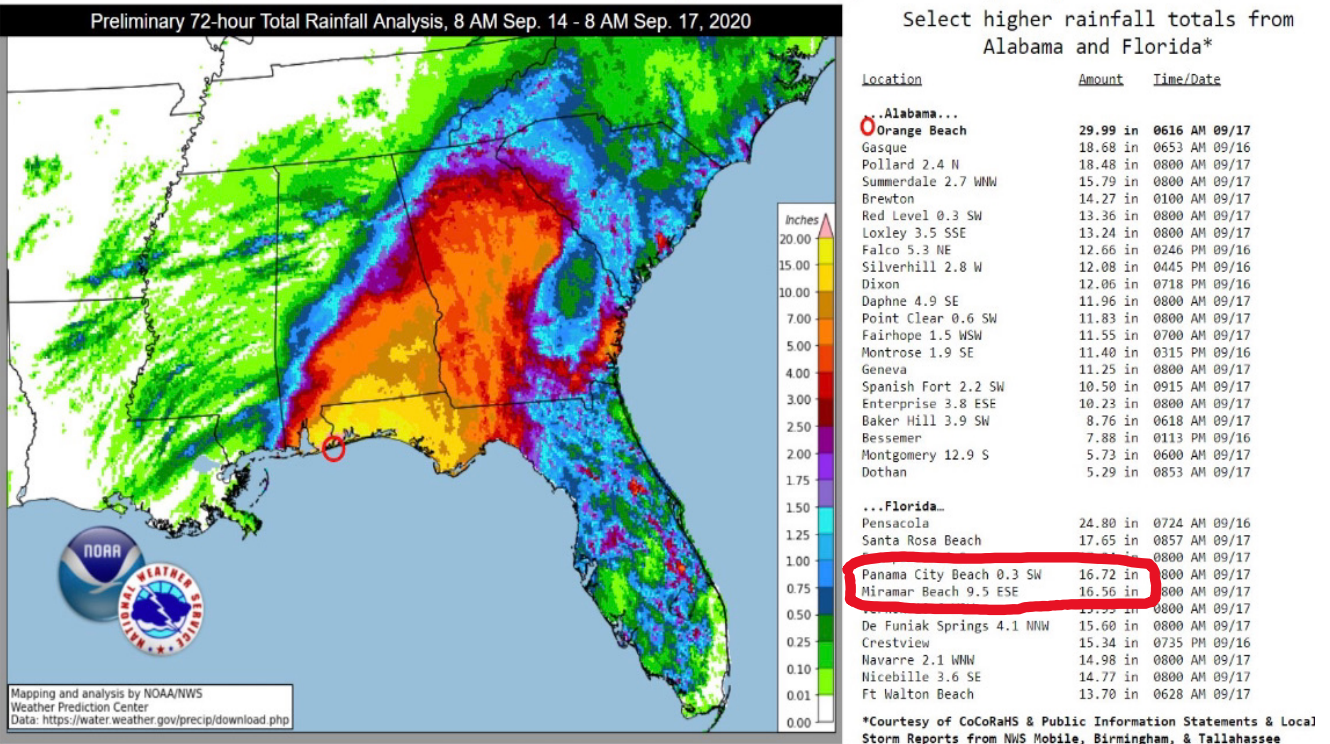 Preliminary 72-hour Total Rainfall Analysis, 8 AM Sep. 14 - 8 AM Sep. 17, 2020
Inches
20.00
15.00
10.00
7.00
5.00
4.00
3.00
2.50
2.00
1.75
1.50
1.25
1.00
0.75
0.50
0.25
0.10
0.01
0.00
NOAA
NATIONAL WEATHER SERVICE
Mapping and analysis by NOAA/NWS
Weather Prediction Center
Data: https://water.weather.gov/precip/download.php
Select higher rainfall totals from
Alabama and Florida*
Location Amount Time/Date
...Alabama...
Orange Beach 29.99 in 0616 AM 09/17
Gasque 18.68 in 0653 AM 09/16
Pollard 2.4 N 18.48 in 0800 AM 09/17
Summerdale 2.7 WNW 15.79 in 0800 AM 09/17
Brewton 14.27 in 0100 AM 09/17
Red Level 0.3 SW 13.36 in 0800 AM 09/17
Loxley 3.5 SSE 13.24 in 0800 AM 09/17
Falco 5.3 NE 12.66 in 0246 PM 09/16
Silverhill 2.8 W 12.08 in 0445 PM 09/16
Dixon 12.06 in 0718 PM 09/16
Daphne 4.9 SE 11.96 in 0800 AM 09/17
Point Clear 0.6 SW 11.83 in 0800 AM 09/17
Fairhope 1.5 WSW 11.55 in 0700 AM 09/17
Montrose 1.9 SE 11.40 in 0315 PM 09/16
Geneva 11.25 in 0800 AM 09/17
Spanish Fort 2.2 SW 10.50 in 0915 AM 09/17
Enterprise 3.8 ESE 10.23 in 0800 AM 09/17
Baker Hill 3.9 SW 8.76 in 0618 AM 09/17
Bessemer 7.88 in 0113 PM 09/16
Montgomery 12.9 S 5.73 in 0600 AM 09/17
Dothan 5.29 in 0853 AM 09/17
...Florida…
Pensacola 24.80 in 0724 AM 09/16
Santa Rosa Beach 17.65 in 0857 AM 09/17
0800 AM 09/17
Panama City Beach 0.3 SW 16.72 in 800 AM 09/17
Miramar Beach 9.5 ESE 16.56 in 800 AM 09/17
0800 AM 09/17
De Funiak Springs 4.1 NNW 15.60 in 0800 AM 09/17
Crestview 15.34 in 0735 PM 09/16
Navarre 2.1 WNW 14.98 in 0800 AM 09/17
Nicebille 3.6 SE 14.77 in 0800 AM 09/17
Ft Walton Beach 13.70 in 0628 AM 09/17
*Courtesy of CoCoRaHS & Public Information Statements & Local
Storm Reports from NWS Mobile, Birmingham, & Tallahassee